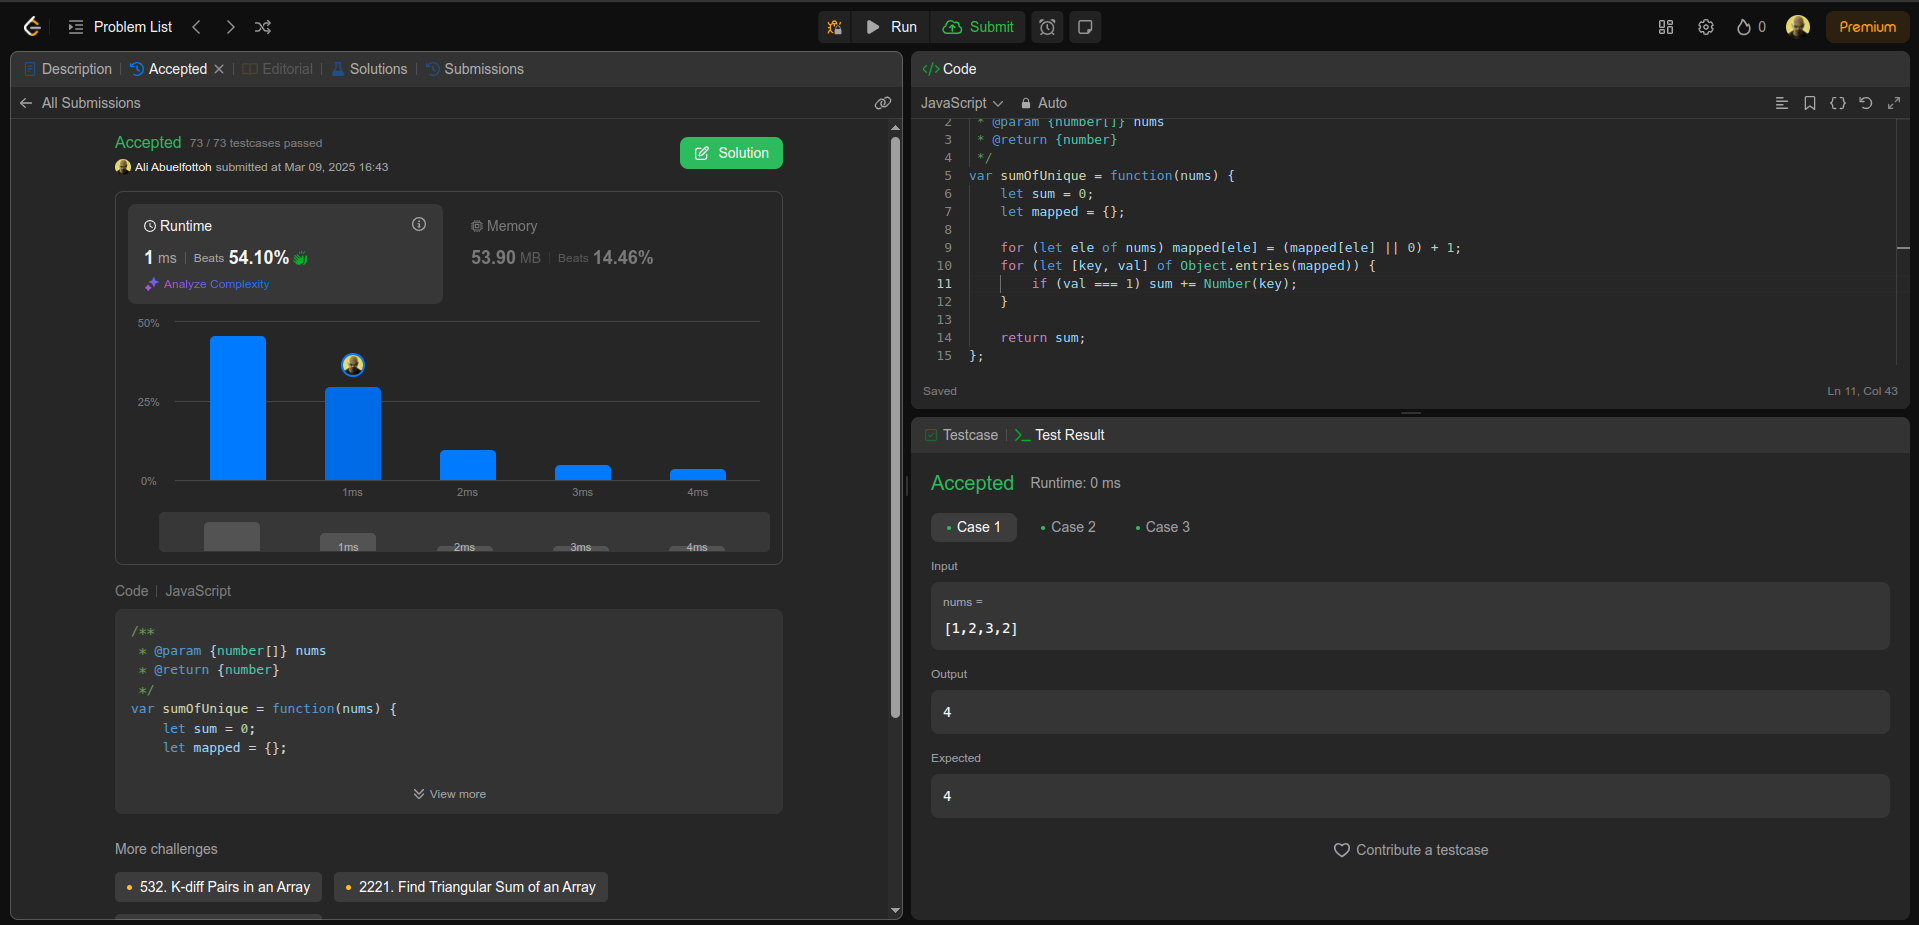 Problem List
Run
Submit
0
Premium
Description | Accepted | Editorial | Solutions | Submissions
All Submissions
Accepted 73 / 73 testcases passed
Ali Abuelfottoh submitted at Mar 09, 2025 16:43
Solution
Runtime
1 ms | Beats 54.10%
Analyze Complexity
Memory
53.90 MB | Beats 14.46%
50%
25%
0%
1ms 2ms 3ms 4ms
1ms 2ms 3ms 4ms
Code | JavaScript
/**
 * @param {number[]} nums
 * @return {number}
 */
var sumOfUnique = function(nums) {
    let sum = 0;
    let mapped = {};
View more
More challenges
532. K-diff Pairs in an Array
2221. Find Triangular Sum of an Array
</> Code
JavaScript Auto
2 * @param {number[]} nums
3 * @return {number}
4 */
5 var sumOfUnique = function(nums) {
6     let sum = 0;
7     let mapped = {};
8
9     for (let ele of nums) mapped[ele] = (mapped[ele] || 0) + 1;
10     for (let [key, val] of Object.entries(mapped)) {
11         if (val === 1) sum += Number(key);
12     }
13
14     return sum;
15 };
Saved
Ln 11, Col 43
Testcase | >_ Test Result
Accepted Runtime: 0 ms
Case 1 Case 2 Case 3
Input
nums =
[1,2,3,2]
Output
4
Expected
4
Contribute a testcase